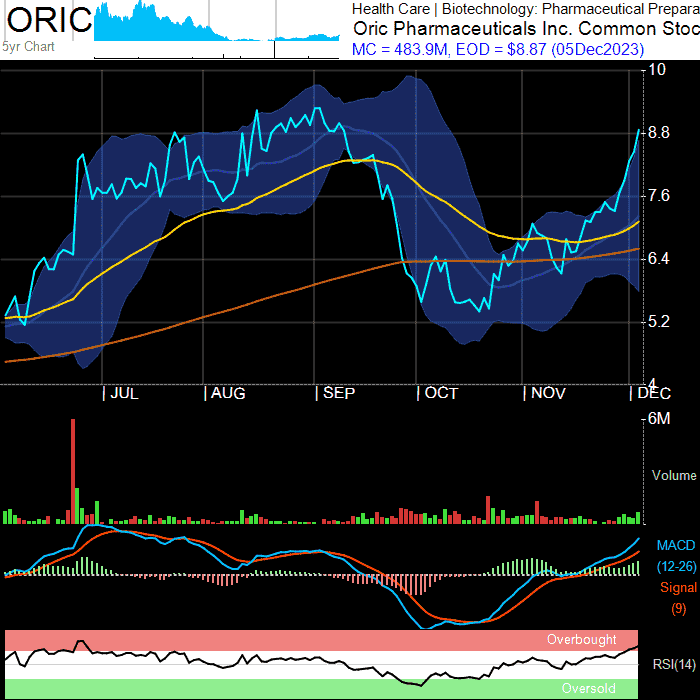 ORIC
5yr Chart
Health Care | Biotechnology: Pharmaceutical Prepara
Oric Pharmaceuticals Inc. Common Stoc
MC = 483.9M, EOD = $8.87 (05Dec2023)
10
8.8
7.6
6.4
5.2
4
JUL AUG SEP OCT NOV DEC
6M
Volume
MACD
(12-26)
Signal
(9)
Overbought
RSI(14)
Oversold